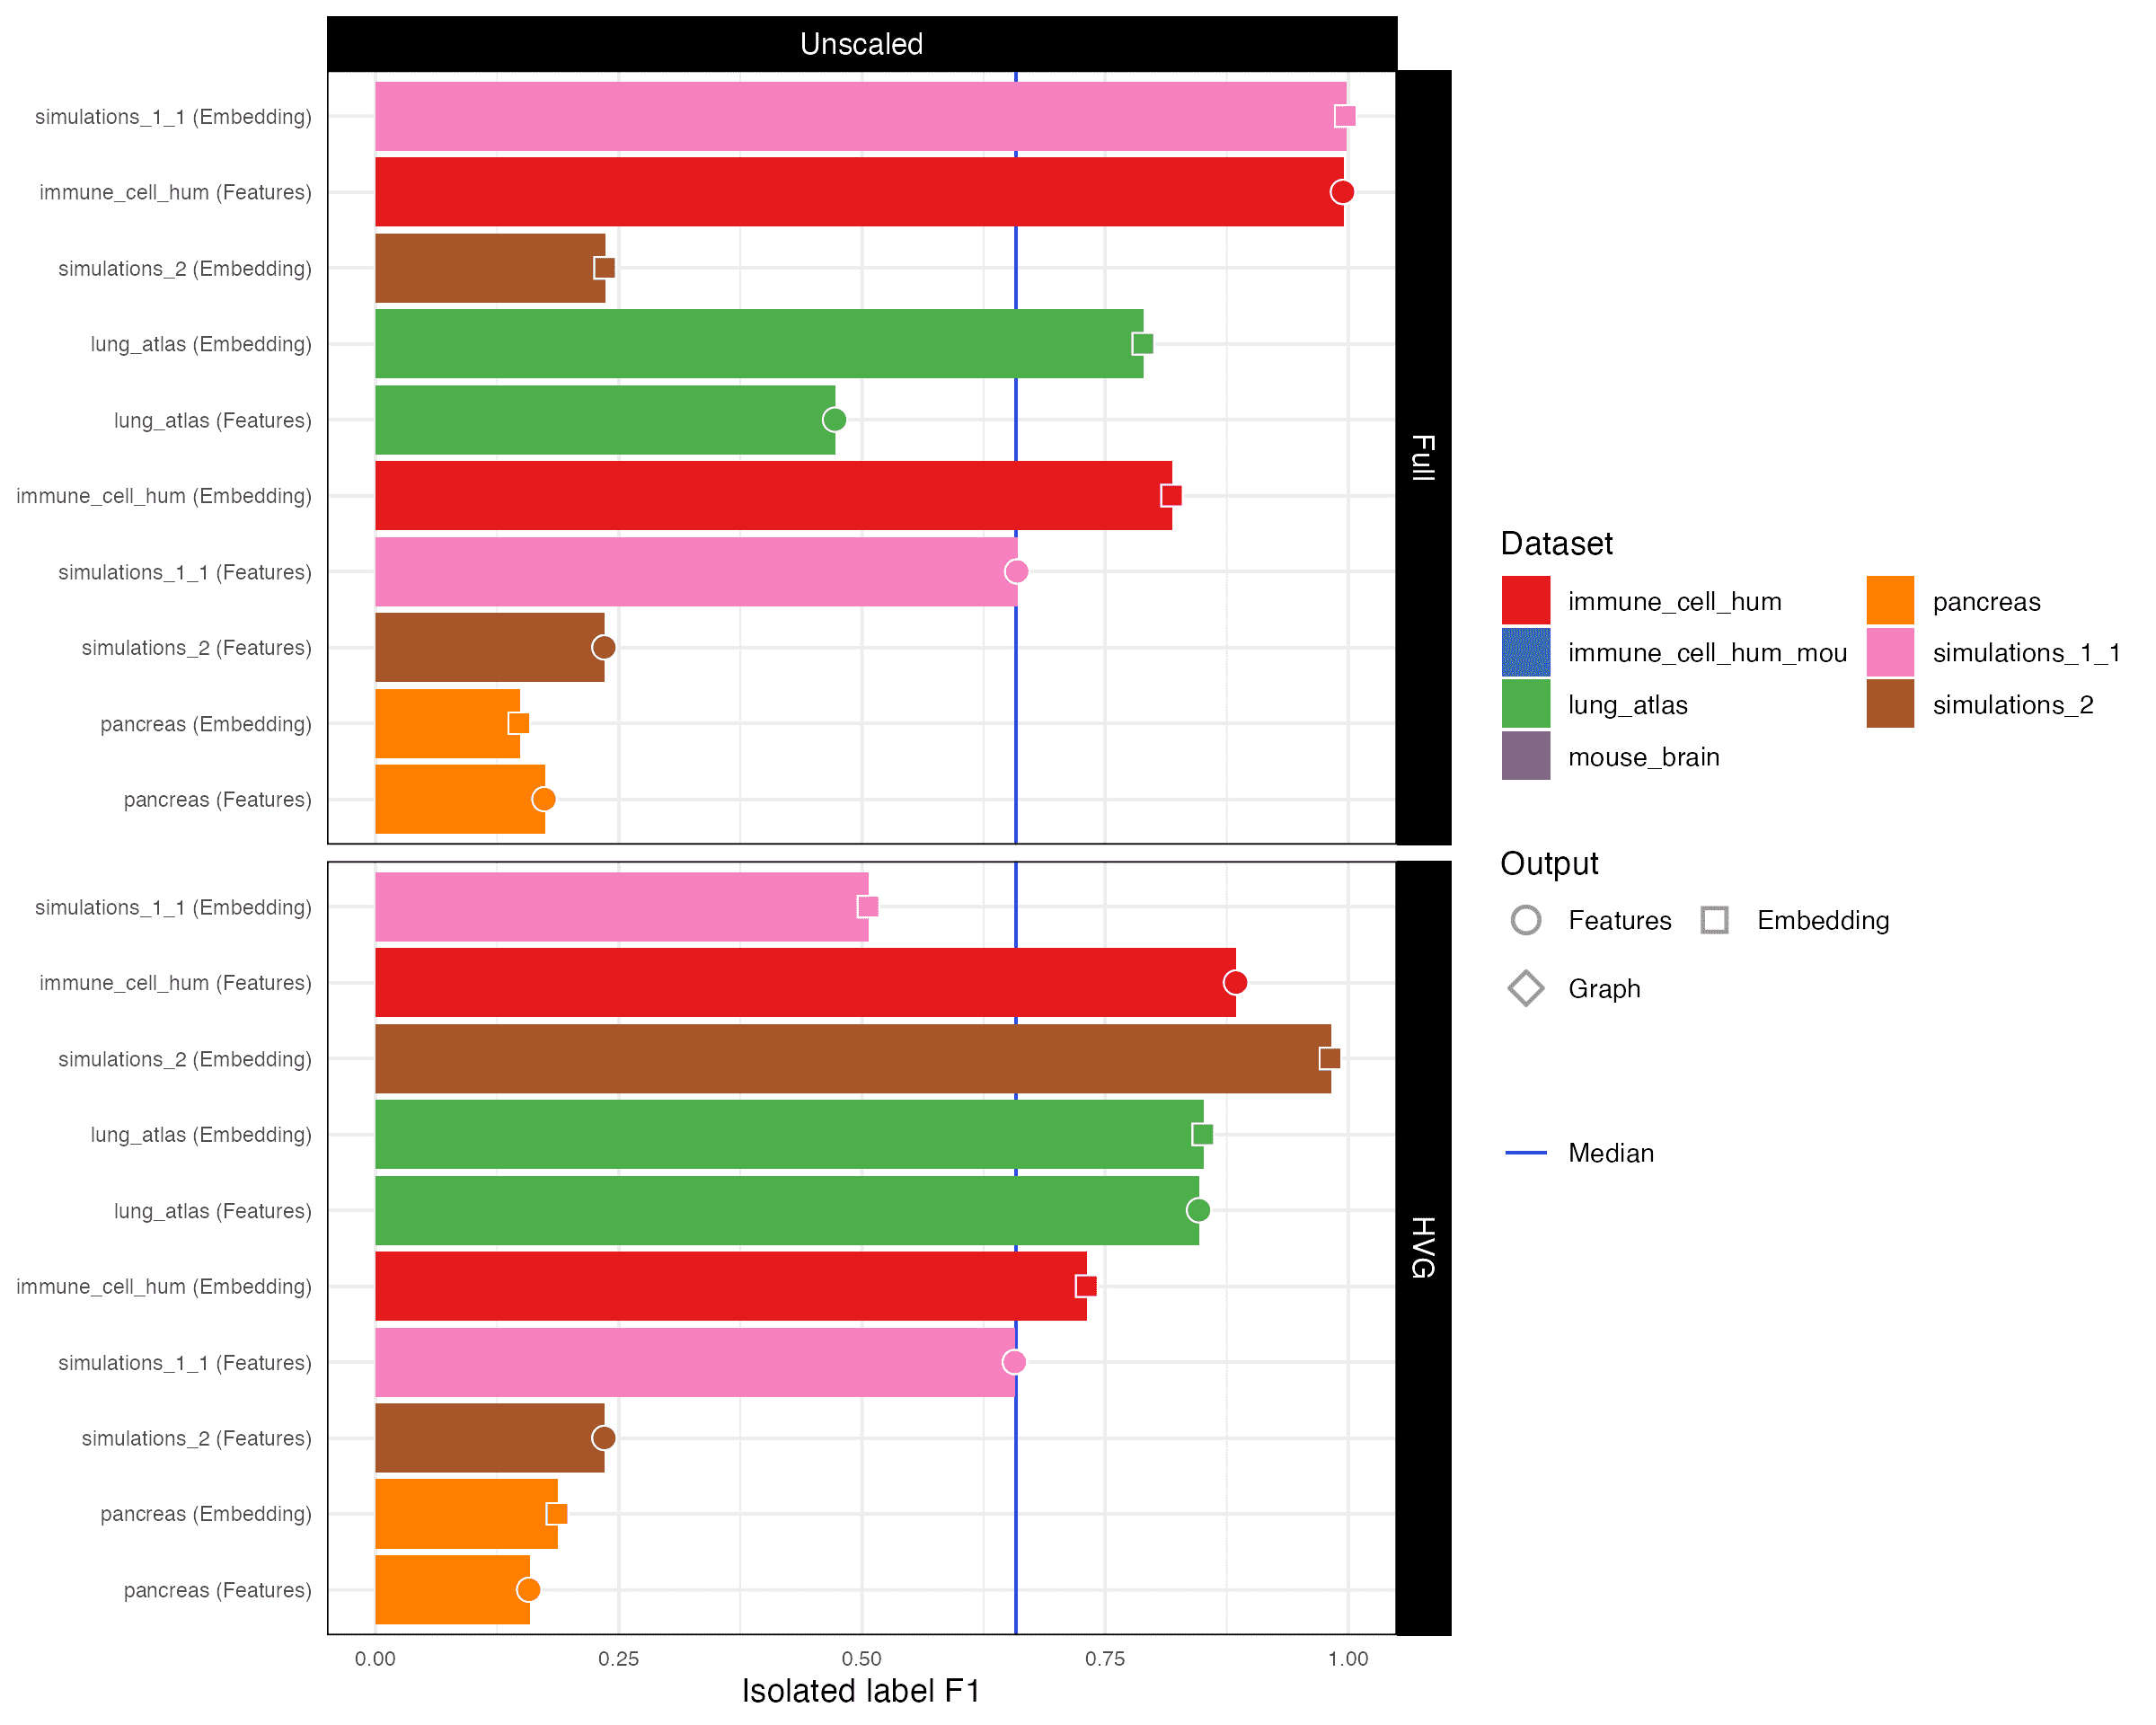 Unscaled
simulations_1_1 (Embedding)
immune_cell_hum (Features)
simulations_2 (Embedding)
lung_atlas (Embedding)
lung_atlas (Features)
immune_cell_hum (Embedding)
simulations_1_1 (Features)
simulations_2 (Features)
pancreas (Embedding)
pancreas (Features)
Full
simulations_1_1 (Embedding)
immune_cell_hum (Features)
simulations_2 (Embedding)
lung_atlas (Embedding)
lung_atlas (Features)
immune_cell_hum (Embedding)
simulations_1_1 (Features)
simulations_2 (Features)
pancreas (Embedding)
pancreas (Features)
HVG
0.00 0.25 0.50 0.75 1.00
Isolated label F1
Dataset
immune_cell_hum
immune_cell_hum_mou
lung_atlas
mouse_brain
pancreas
simulations_1_1
simulations_2
Output
Features Embedding
Graph
Median